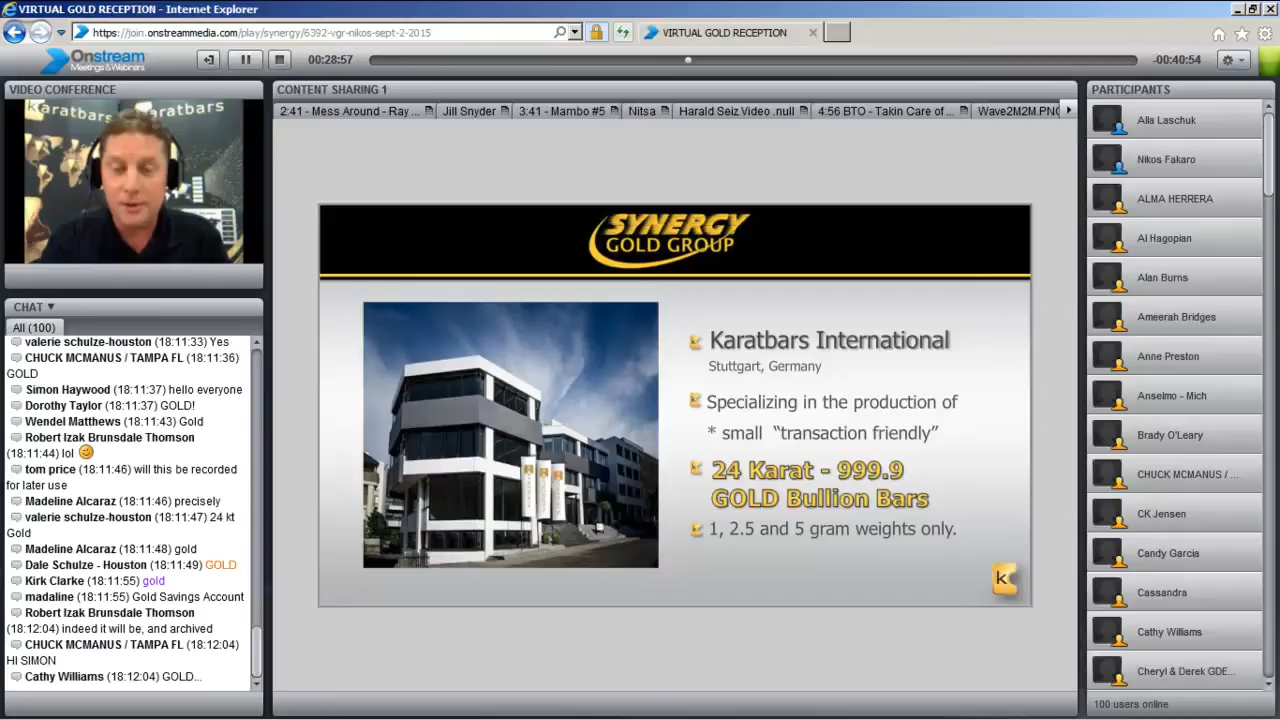 VIRTUAL GOLD RECEPTION - Internet Explorer
https://join.onstreammedia.com/play/synergy/6392-vgr-nikos-sept-2-2015
VIRTUAL GOLD RECEPTION
Onstream
Meetings & Webinars
00:28:57
-00:40:54
VIDEO CONFERENCE
karatbars
karatbars
CHAT
All (100)
valerie schulze-houston (18:11:33) Yes
CHUCK MCMANUS / TAMPA FL (18:11:36)
GOLD
Simon Haywood (18:11:37) hello everyone
Dorothy Taylor (18:11:37) GOLD!
Wendel Matthews (18:11:43) Gold
Robert Izak Brunsdale Thomson
(18:11:44) lol
tom price (18:11:46) will this be recorded
for later use
Madeline Alcaraz (18:11:46) precisely
valerie schulze-houston (18:11:47) 24 kt
Gold
Madeline Alcaraz (18:11:48) gold
Dale Schulze - Houston (18:11:49) GOLD
Kirk Clarke (18:11:55) gold
madaline (18:11:55) Gold Savings Account
Robert Izak Brunsdale Thomson
(18:12:04) indeed it will be, and archived
CHUCK MCMANUS / TAMPA FL (18:12:04)
HI SIMON
Cathy Williams (18:12:04) GOLD...
CONTENT SHARING 1
2:41 - Mess Around - Ray ...
Jill Snyder
3:41 - Mambo #5
Nitsa
Harald Seiz Video .null
4:56 BTO - Takin Care of ...
Wave2M2M.PNG
SYNERGY
GOLD GROUP
Karatbars International
Stuttgart, Germany
Specializing in the production of
* small “transaction friendly”
24 Karat - 999.9
GOLD Bullion Bars
1, 2.5 and 5 gram weights only.
K
PARTICIPANTS
Alla Laschuk
Nikos Fakaro
ALMA HERRERA
Al Hagopian
Alan Burns
Ameerah Bridges
Anne Preston
Anselmo - Mich
Brady O'Leary
CHUCK MCMANUS / ...
CK Jensen
Candy Garcia
Cassandra
Cathy Williams
Cheryl & Derek GDE...
100 users online